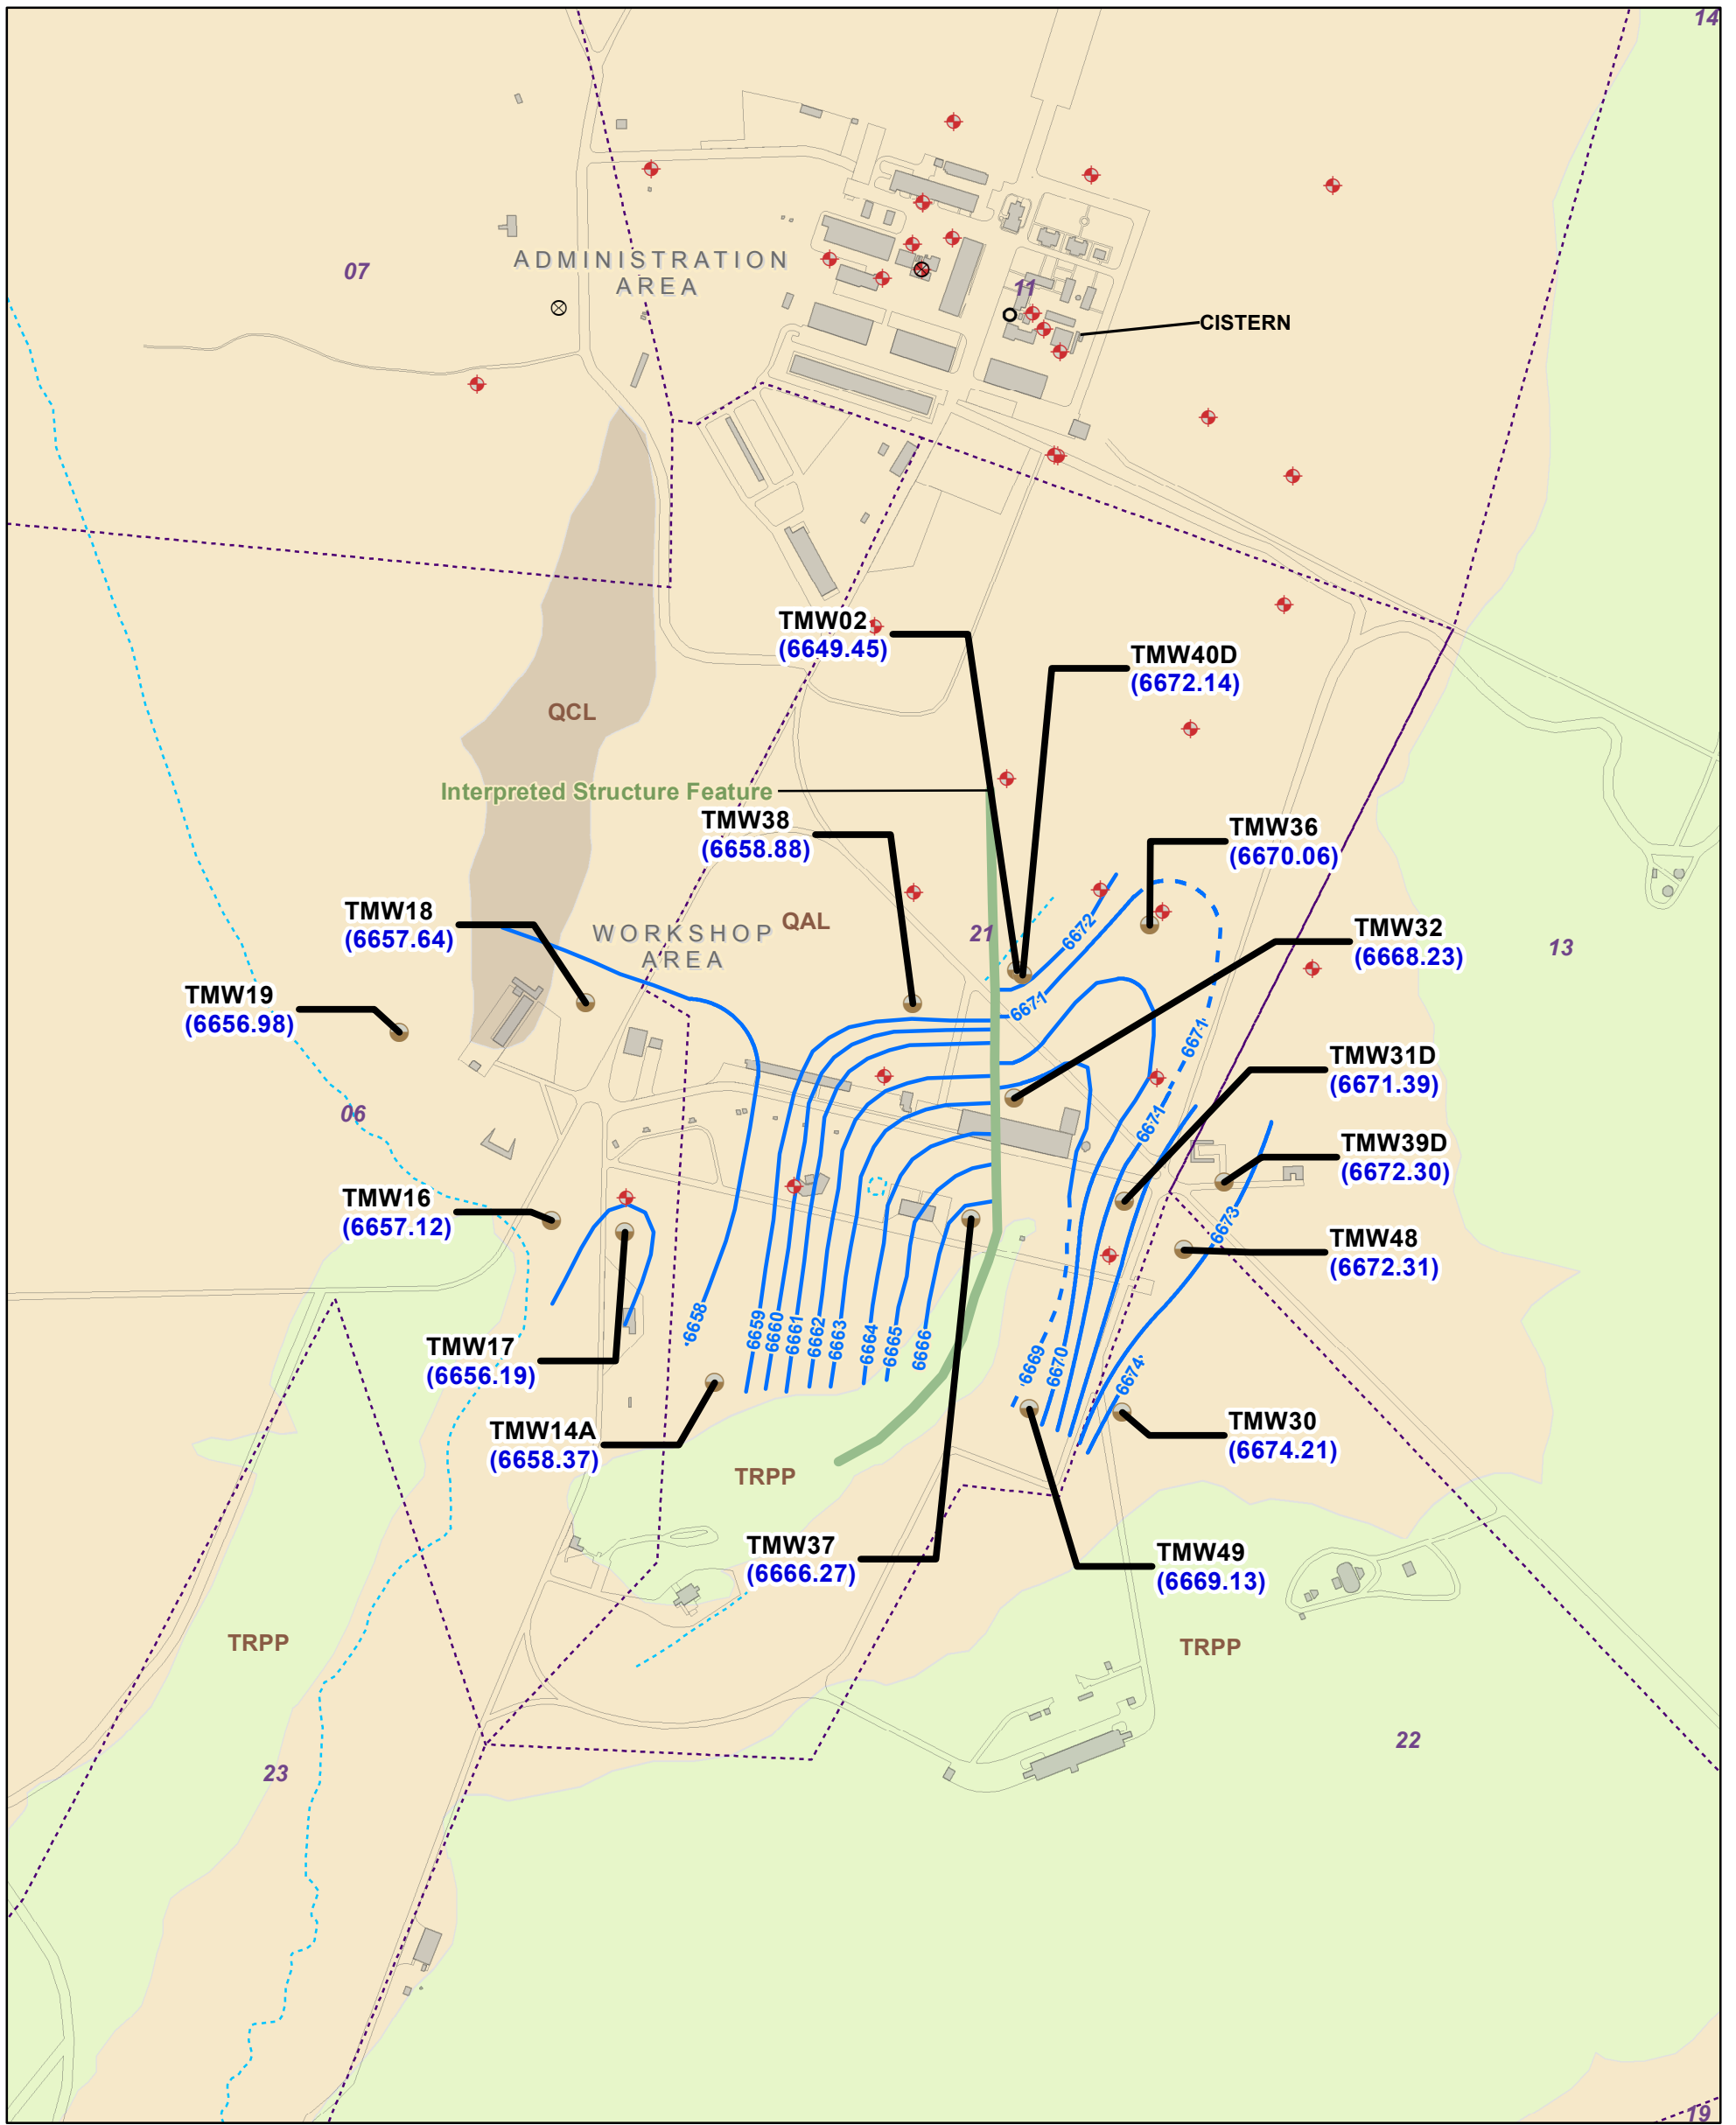 14
ADMINISTRATION
AREA
07
11
CISTERN
TMW02
(6649.45)
TMW40D
(6672.14)
QCL
Interpreted Structure Feature
TMW38
(6658.88)
TMW36
(6670.06)
TMW18
(6657.64)
WORKSHOP
AREA
QAL
21
6672
TMW32
(6668.23)
13
TMW19
(6656.98)
6671
6671
TMW31D
(6671.39)
06
6671
TMW39D
(6672.30)
TMW16
(6657.12)
6673
TMW48
(6672.31)
6658
6659
6660
6661
6662
6663
6664
6665
6666
6669
6670
6674
TMW17
(6656.19)
TMW14A
(6658.37)
TMW30
(6674.21)
TRPP
TMW37
(6666.27)
TMW49
(6669.13)
TRPP
TRPP
23
22
19